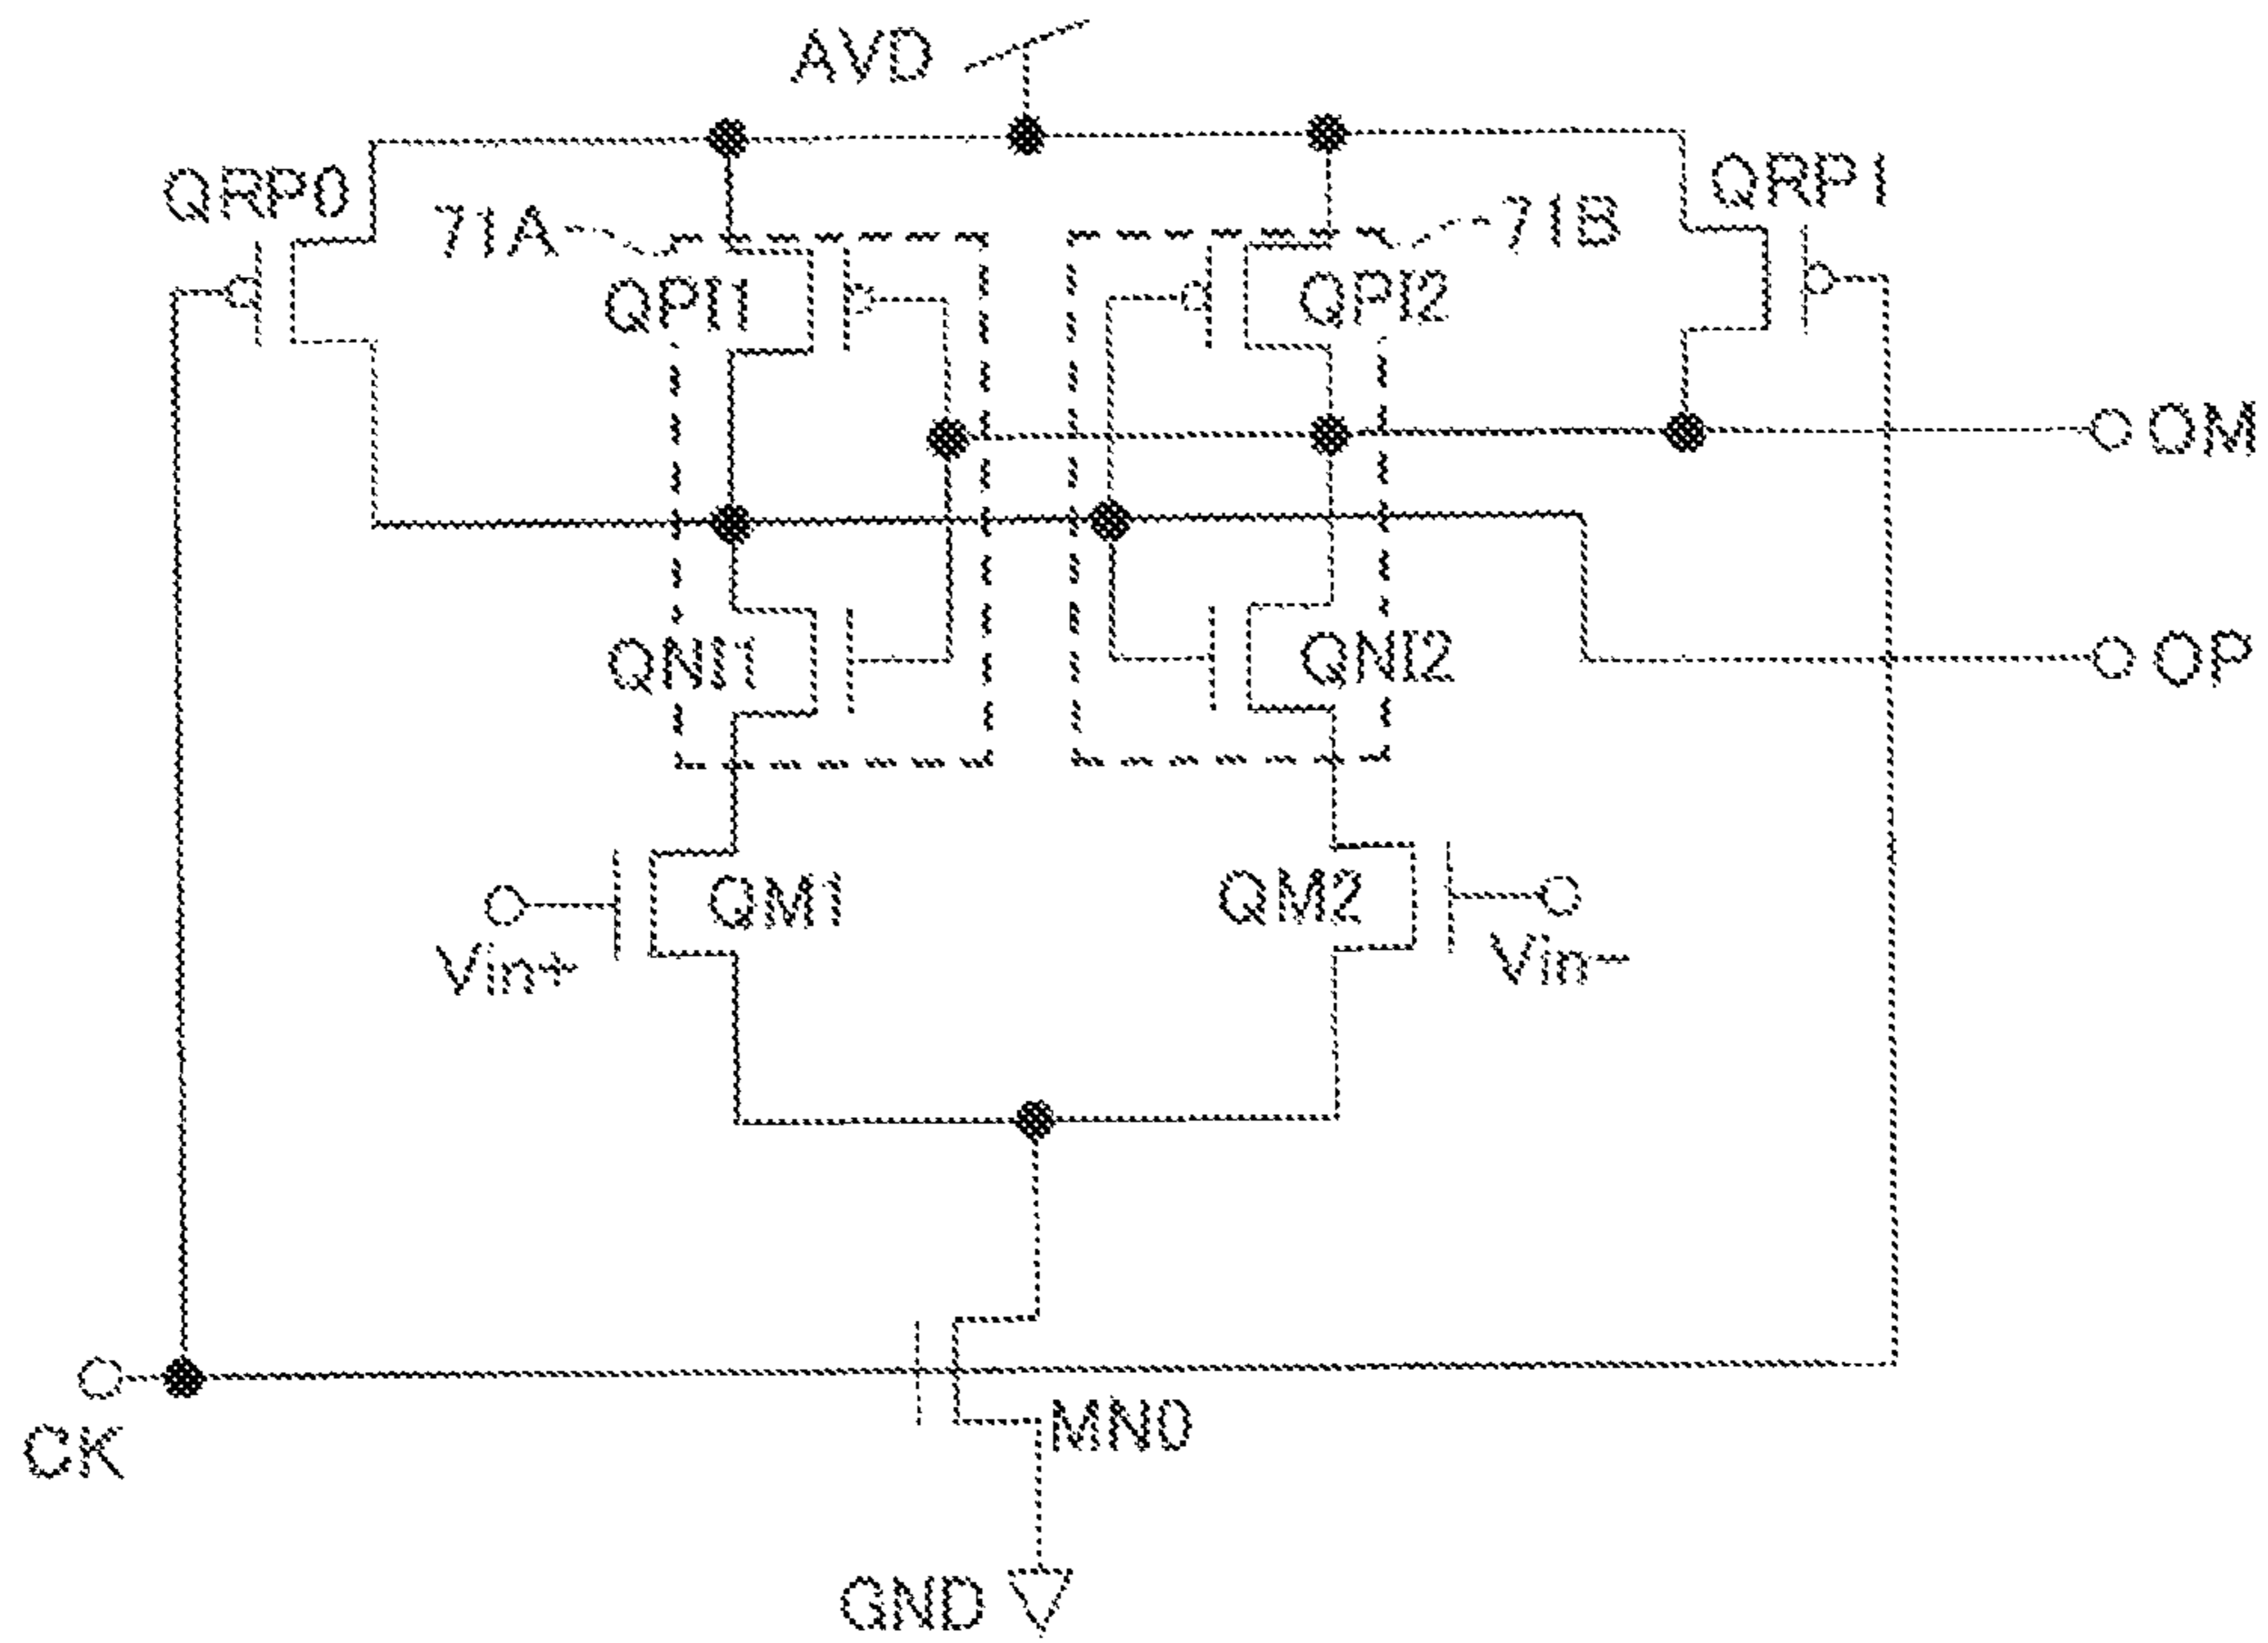 AVD
QRP0
QRP1
71A
71B
QPI1
QPI2
OM
QNI1
QNI2
OP
QM1
QM2
Vin+
Vin-
CK
MN0
GND